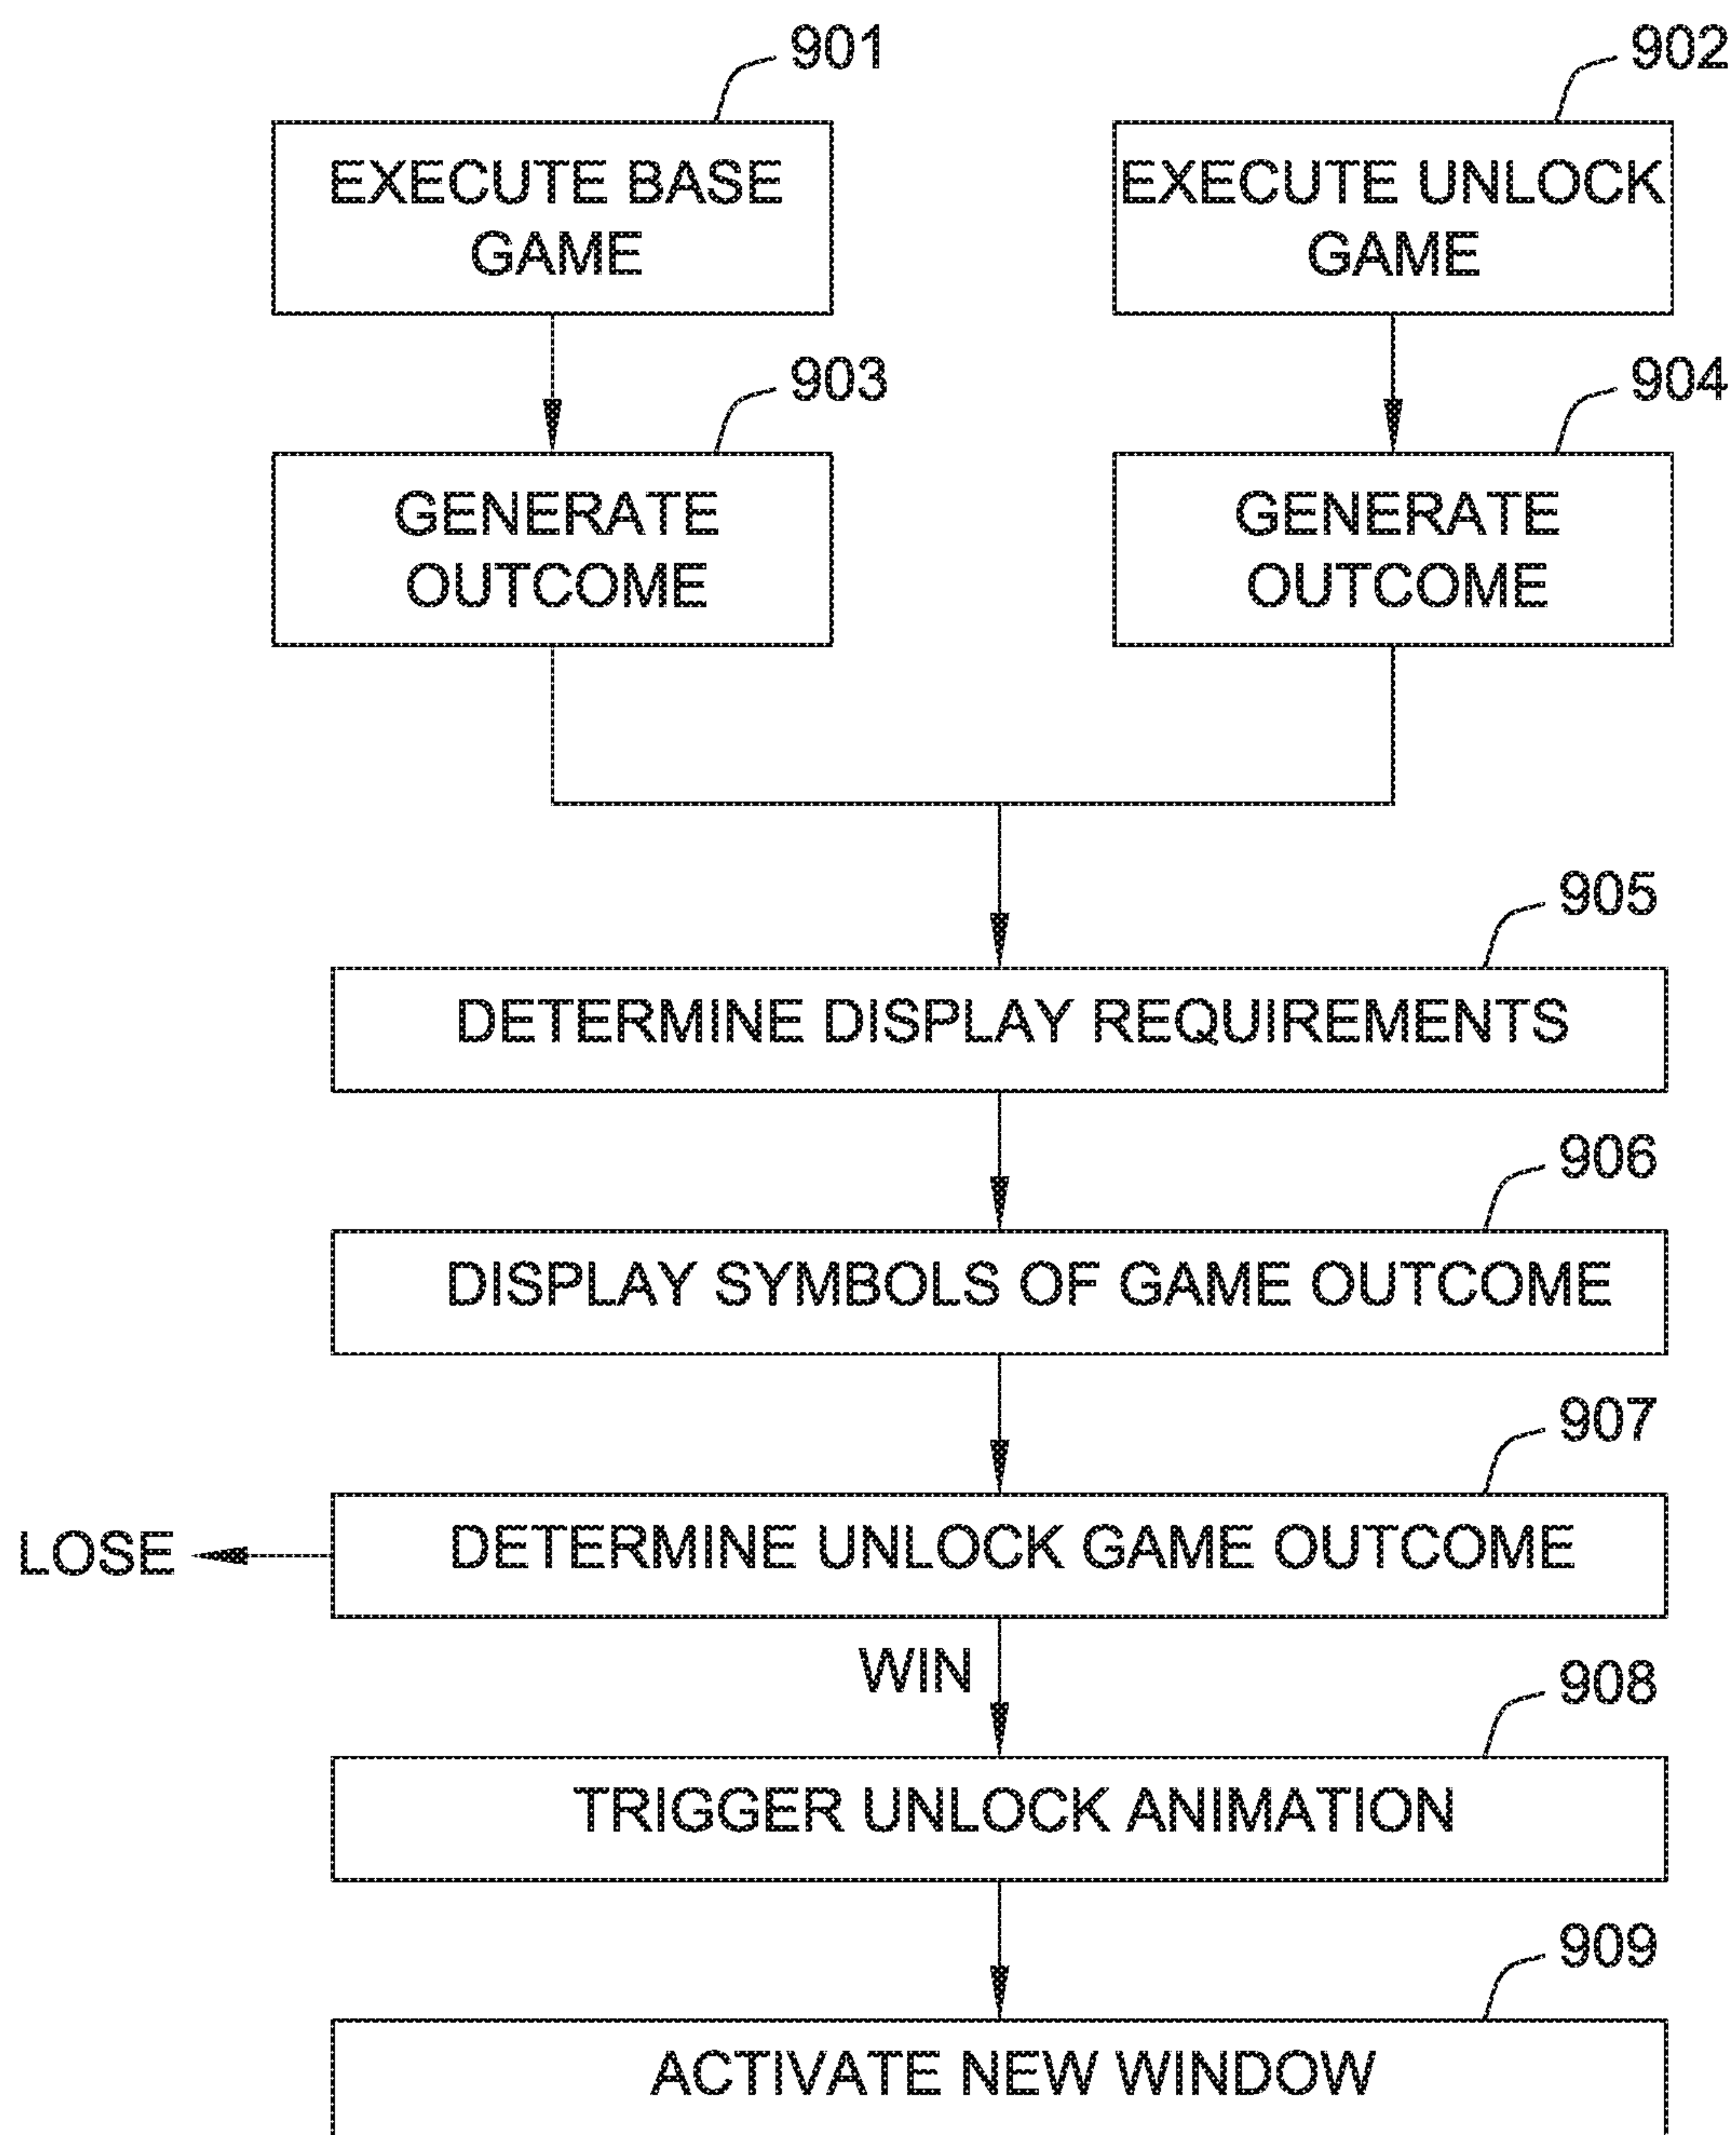 901
902
EXECUTE BASE
GAME
EXECUTE UNLOCK
GAME
903
904
GENERATE
OUTCOME
GENERATE
OUTCOME
905
DETERMINE DISPLAY REQUIREMENTS
906
DISPLAY SYMBOLS OF GAME OUTCOME
907
LOSE
DETERMINE UNLOCK GAME OUTCOME
WIN
908
TRIGGER UNLOCK ANIMATION
909
ACTIVATE NEW WINDOW